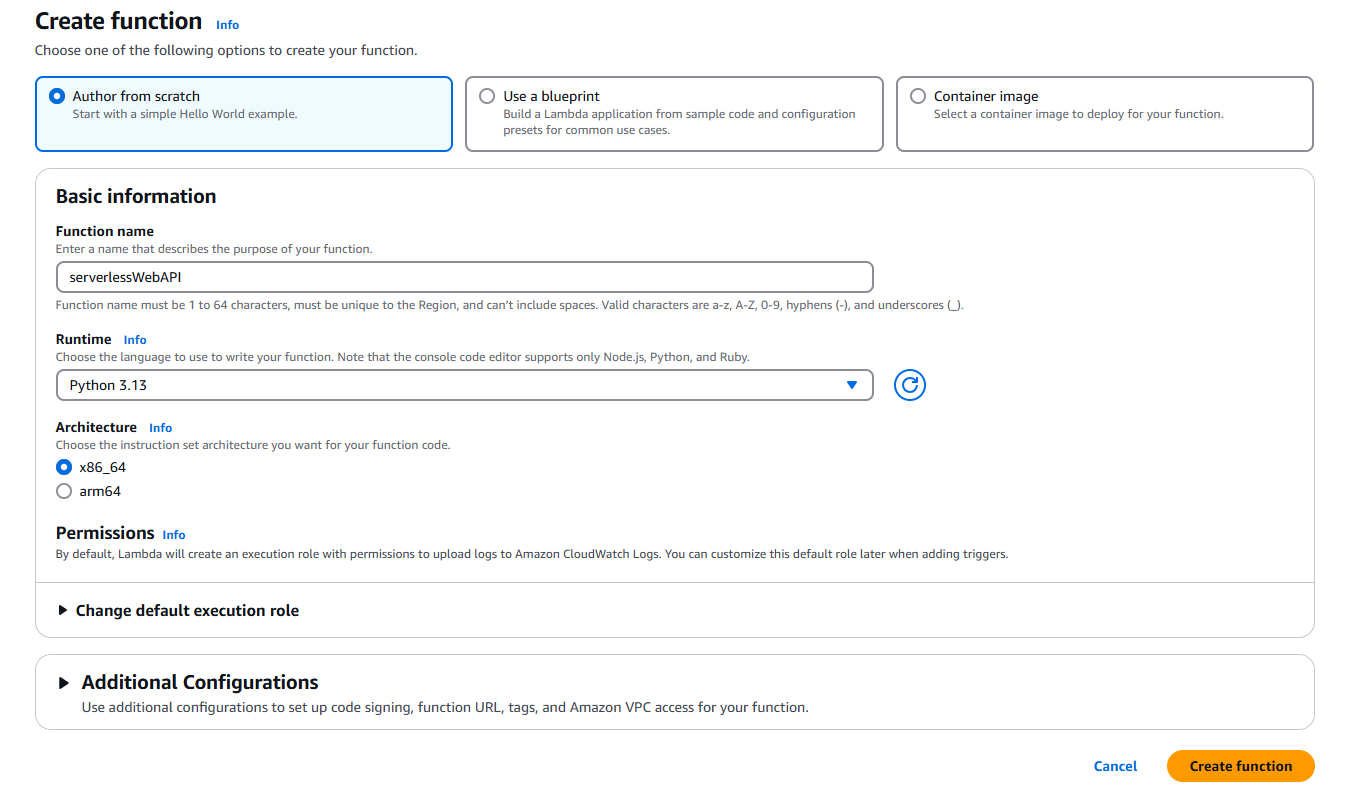 Create function Info
Choose one of the following options to create your function.
Author from scratch
Start with a simple Hello World example.
Use a blueprint
Build a Lambda application from sample code and configuration
presets for common use cases.
Container image
Select a container image to deploy for your function.
Basic information
Function name
Enter a name that describes the purpose of your function.
serverlessWebAPI
Function name must be 1 to 64 characters, must be unique to the Region, and can’t include spaces. Valid characters are a-z, A-Z, 0-9, hyphens (-), and underscores (_).
Runtime Info
Choose the language to use to write your function. Note that the console code editor supports only Node.js, Python, and Ruby.
Python 3.13
Architecture Info
Choose the instruction set architecture you want for your function code.
x86_64
arm64
Permissions Info
By default, Lambda will create an execution role with permissions to upload logs to Amazon CloudWatch Logs. You can customize this default role later when adding triggers.
Change default execution role
Additional Configurations
Use additional configurations to set up code signing, function URL, tags, and Amazon VPC access for your function.
Cancel Create function